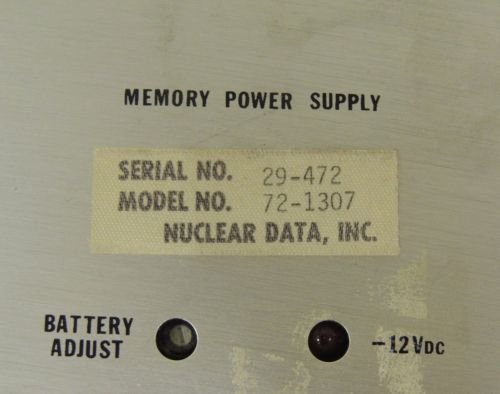 MEMORY POWER SUPPLY
SERIAL NO. 29-472
MODEL NO. 72-1307
NUCLEAR DATA, INC.
BATTERY
ADJUST
-12VDC